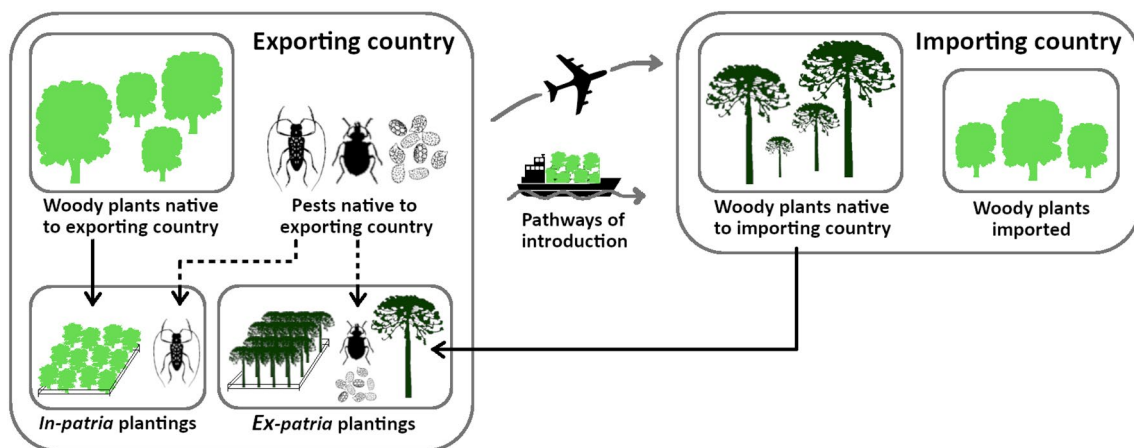 Exporting country
Woody plants native
to exporting country
Pests native to
exporting country
In-patria plantings
Ex-patria plantings
Pathways of
introduction
Importing country
Woody plants native
to importing country
Woody plants
imported